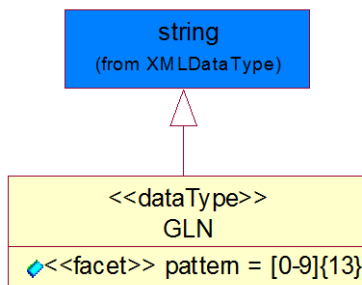 string
(from XMLDataType)
<<dataType>>
GLN
<<facet>> pattern = [0-9]{13}